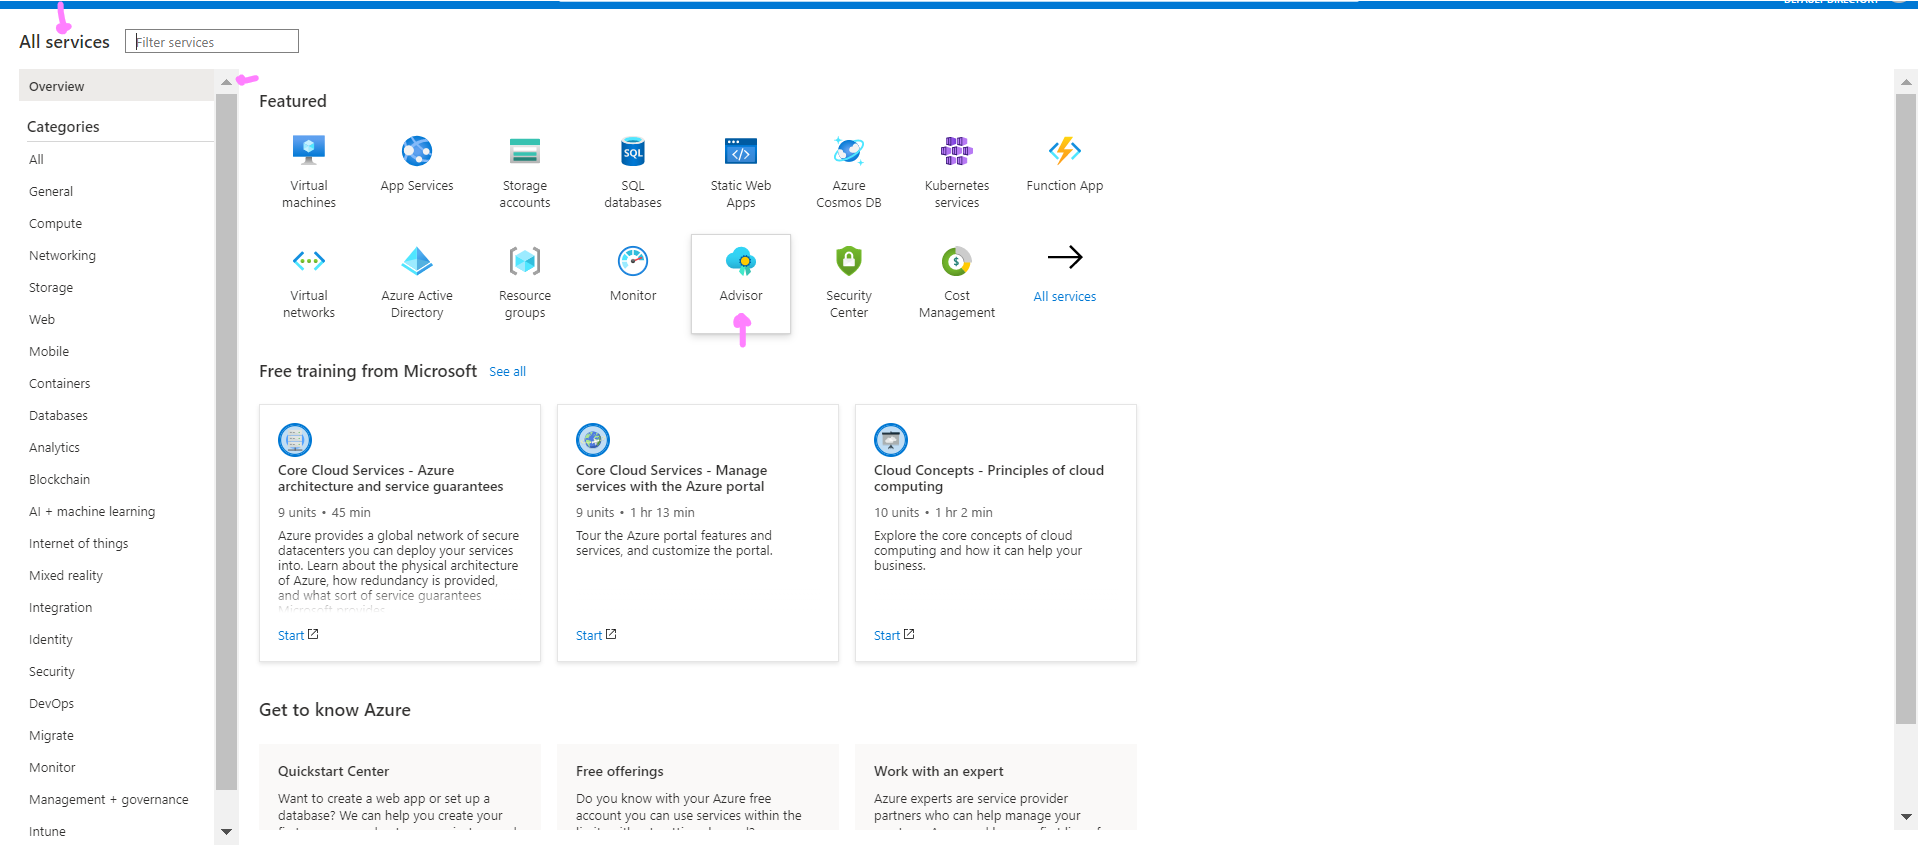 DEFAULT DIRECTORY
All services
Filter services
Overview
Categories
All
General
Compute
Networking
Storage
Web
Mobile
Containers
Databases
Analytics
Blockchain
AI + machine learning
Internet of things
Mixed reality
Integration
Identity
Security
DevOps
Migrate
Monitor
Management + governance
Intune
Featured
Virtual
machines
App Services
Storage
accounts
SQL
SQL
databases
Static Web
Apps
Azure
Cosmos DB
Kubernetes
services
Function App
Virtual
networks
Azure Active
Directory
Resource
groups
Monitor
Advisor
Security
Center
Cost
Management
All services
Free training from Microsoft See all
Core Cloud Services - Azure
architecture and service guarantees
9 units • 45 min
Azure provides a global network of secure
datacenters you can deploy your services
into. Learn about the physical architecture
of Azure, how redundancy is provided,
and what sort of service guarantees
Microsoft provides
Start
Core Cloud Services - Manage
services with the Azure portal
9 units • 1 hr 13 min
Tour the Azure portal features and
services, and customize the portal.
Start
Cloud Concepts - Principles of cloud
computing
10 units • 1 hr 2 min
Explore the core concepts of cloud
computing and how it can help your
business.
Start
Get to know Azure
Quickstart Center
Want to create a web app or set up a
database? We can help you create your
Free offerings
Do you know with your Azure free
account you can use services within the
Work with an expert
Azure experts are service provider
partners who can help manage your